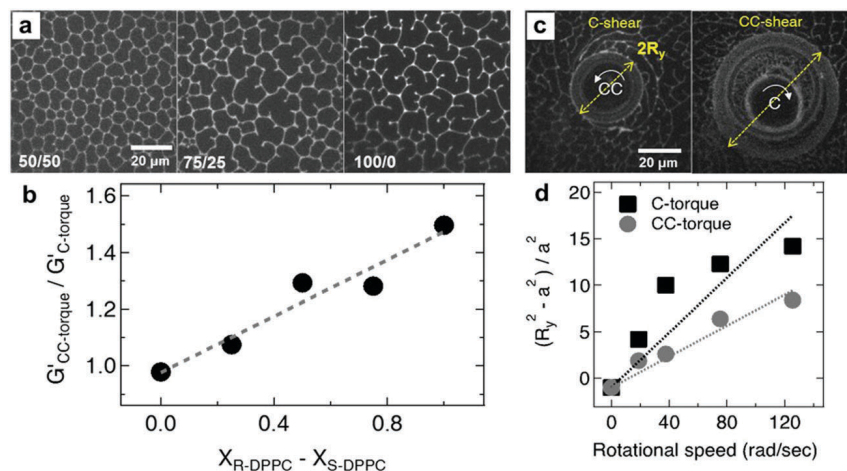 a
50/50
20 μm
75/25
100/0
b
G'CC-torque / G'C-torque
1.6
1.4
1.2
1.0
0.0
0.4
0.8
XR-DPPC - XS-DPPC
c
C-shear
2Ry
CC
20 μm
CC-shear
C
d
C-torque
CC-torque
(Ry2 - a2) / a2
20
15
10
5
0
0
40
80
120
Rotational speed (rad/sec)